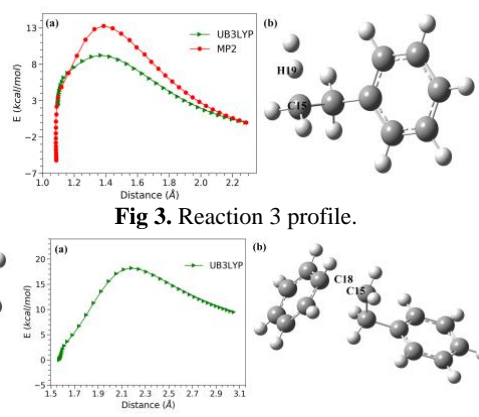 (a)
UB3LYP
MP2
E (kcal/mol)
13
8
3
-2
-7
1.0 1.2 1.4 1.6 1.8 2.0 2.2
Distance (Å)
(b)
H19
C15
Fig 3. Reaction 3 profile.
(a)
UB3LYP
E (kcal/mol)
20
15
10
5
0
-5
1.5 1.7 1.9 2.1 2.3 2.5 2.7 2.9 3.1
Distance (Å)
(b)
C18
C15